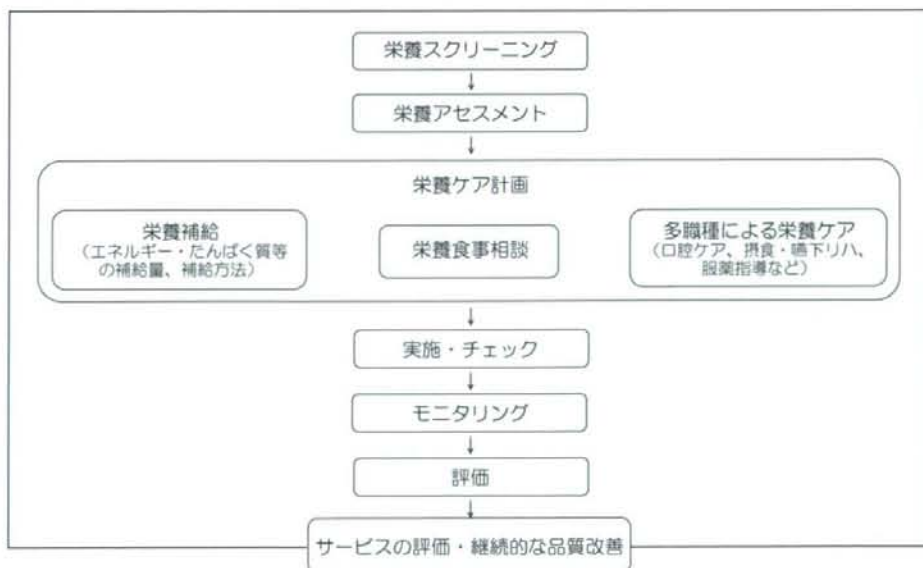 栄養スクリーニング
栄養アセスメント
栄養ケア計画
栄養補給
(エネルギー・たんぱく質等
の補給量、補給方法)
栄養食事相談
多職種による栄養ケア
(口腔ケア、摂食・嚥下リハ、
服薬指導など)
実施・チェック
モニタリング
評価
サービスの評価・継続的な品質改善